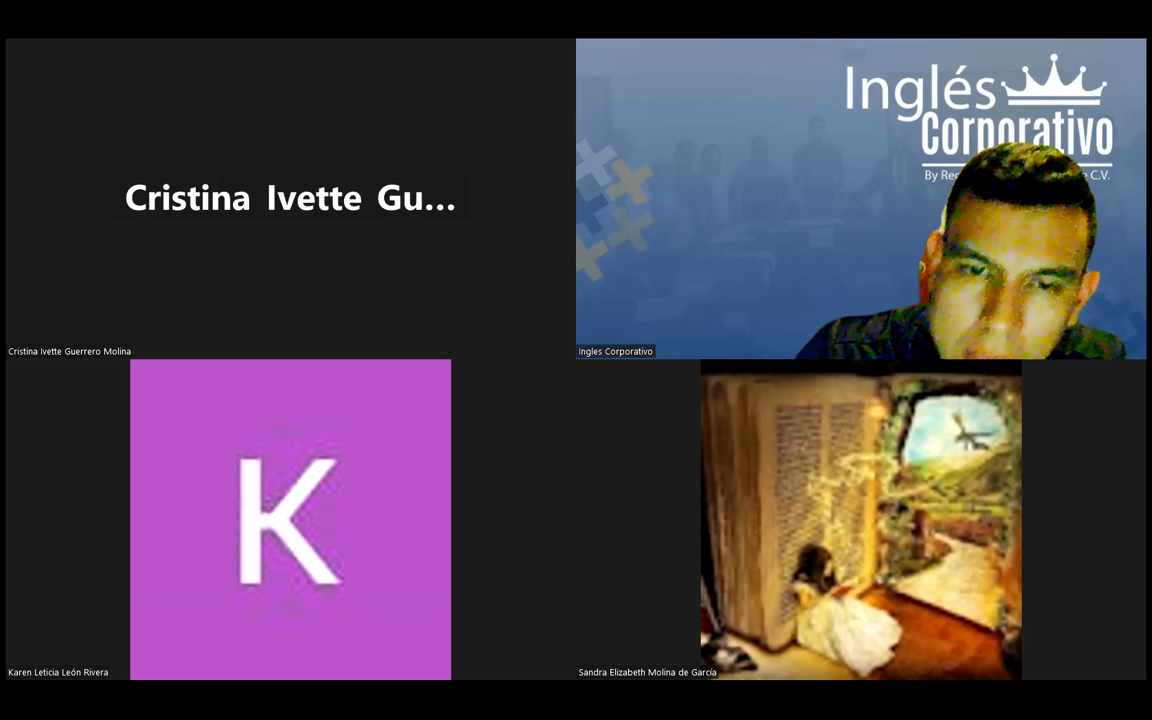 Cristina Ivette Gu...
Cristina Ivette Guerrero Molina
Inglés
Corporativo
C.V.
Ingles Corporativo
K
Karen Leticia León Rivera
Sandra Elizabeth Molina de García